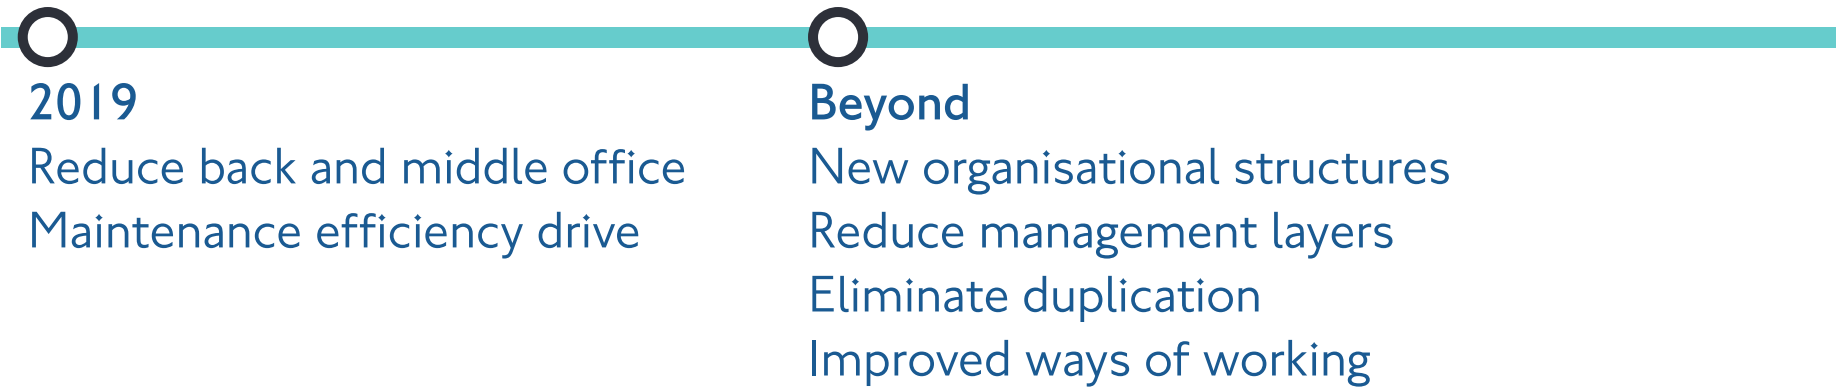 2019
Reduce back and middle office
Maintenance efficiency drive
Beyond
New organisational structures
Reduce management layers
Eliminate duplication
Improved ways of working